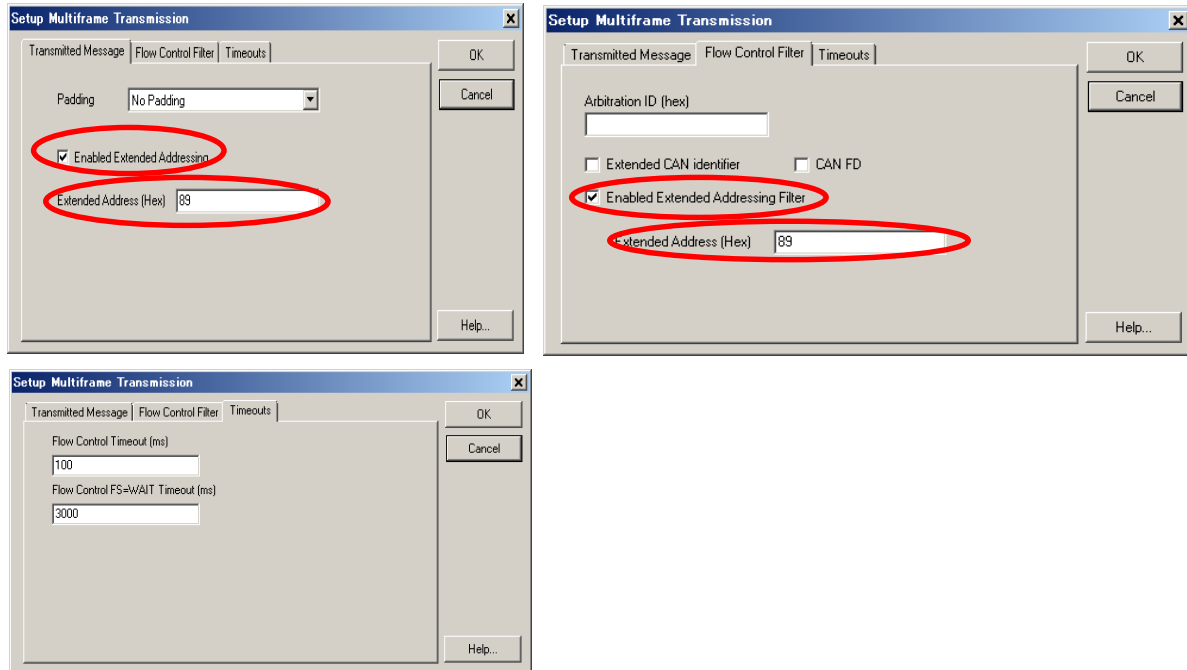 Setup Multiframe Transmission
Transmitted Message Flow Control Filter Timeouts
OK
Cancel
Padding No Padding
Enabled Extended Addressing
Extended Address (Hex) 89
Help...
Setup Multiframe Transmission
Transmitted Message Flow Control Filter Timeouts
OK
Cancel
Arbitration ID (hex)
Extended CAN identifier CAN FD
Enabled Extended Addressing Filter
Extended Address (Hex) 89
Help...
Setup Multiframe Transmission
Transmitted Message Flow Control Filter Timeouts
OK
Cancel
Flow Control Timeout (ms)
100
Flow Control FS=WAIT Timeout (ms)
3000
Help...